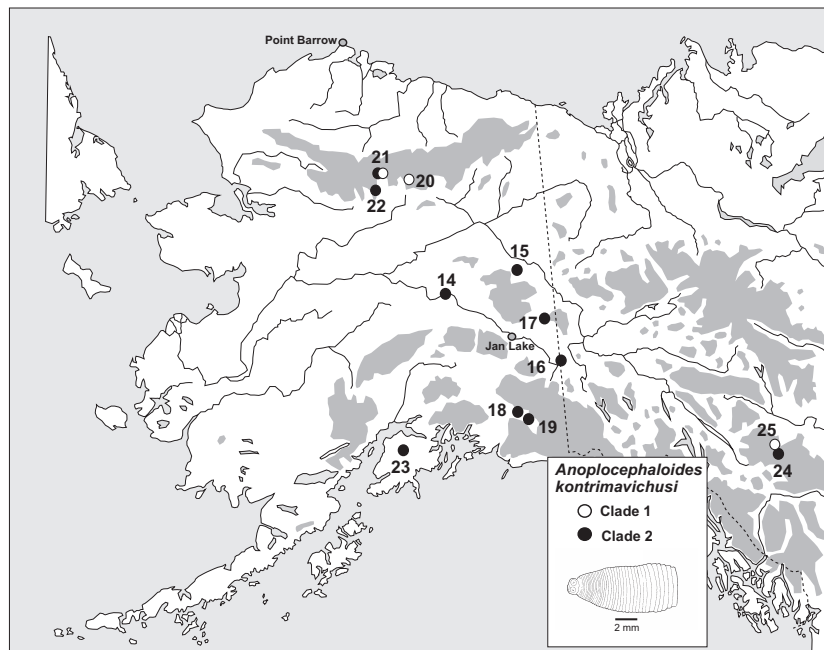 Point Barrow
21
20
22
15
14
17
Jan Lake
16
18
19
25
24
23
Anoplocephaloides
kontrimavichusi
Clade 1
Clade 2
2 mm